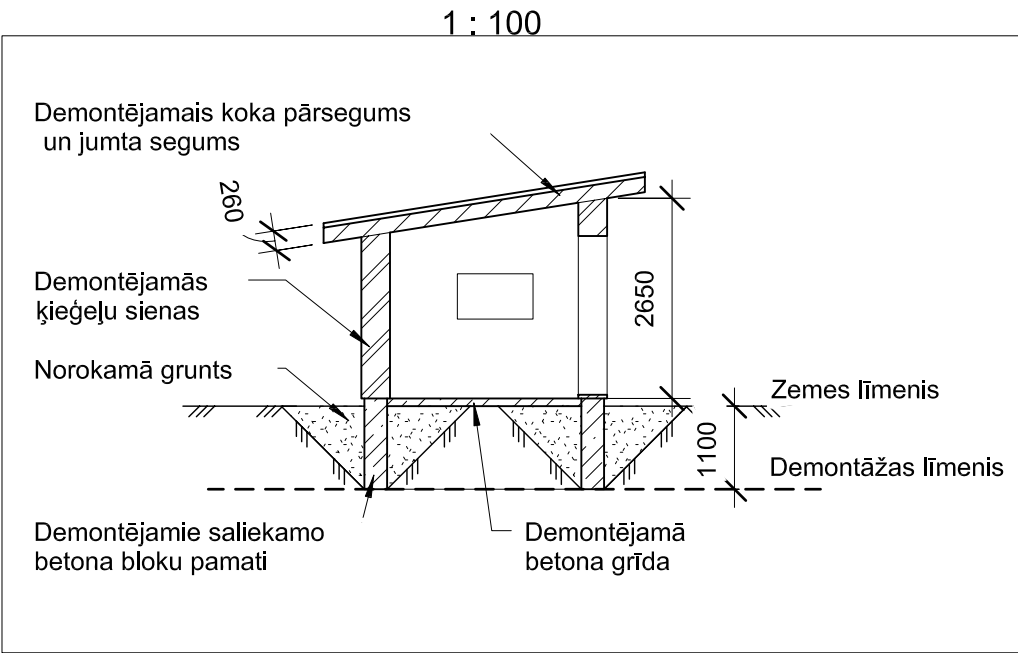 1 : 100
Demontējamais koka pārsegums
un jumta segums
260
Demontējamās
ķieģeļu sienas
2650
Norokamā grunts
Zemes līmenis
1100
Demontāžas līmenis
Demontējamie saliekamo
betona bloku pamati
Demontējamā
betona grīda